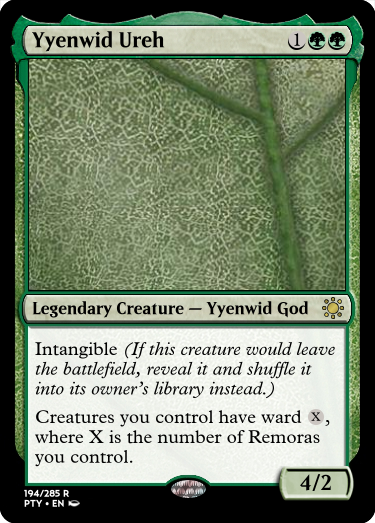 Yyenwid Ureh 1
Legendary Creature — Yyenwid God
Intangible (If this creature would leave
the battlefield, reveal it and shuffle it
into its owner's library instead.)
Creatures you control have ward X,
where X is the number of Remoras
you control.
4/2
194/285 R
PTY • EN